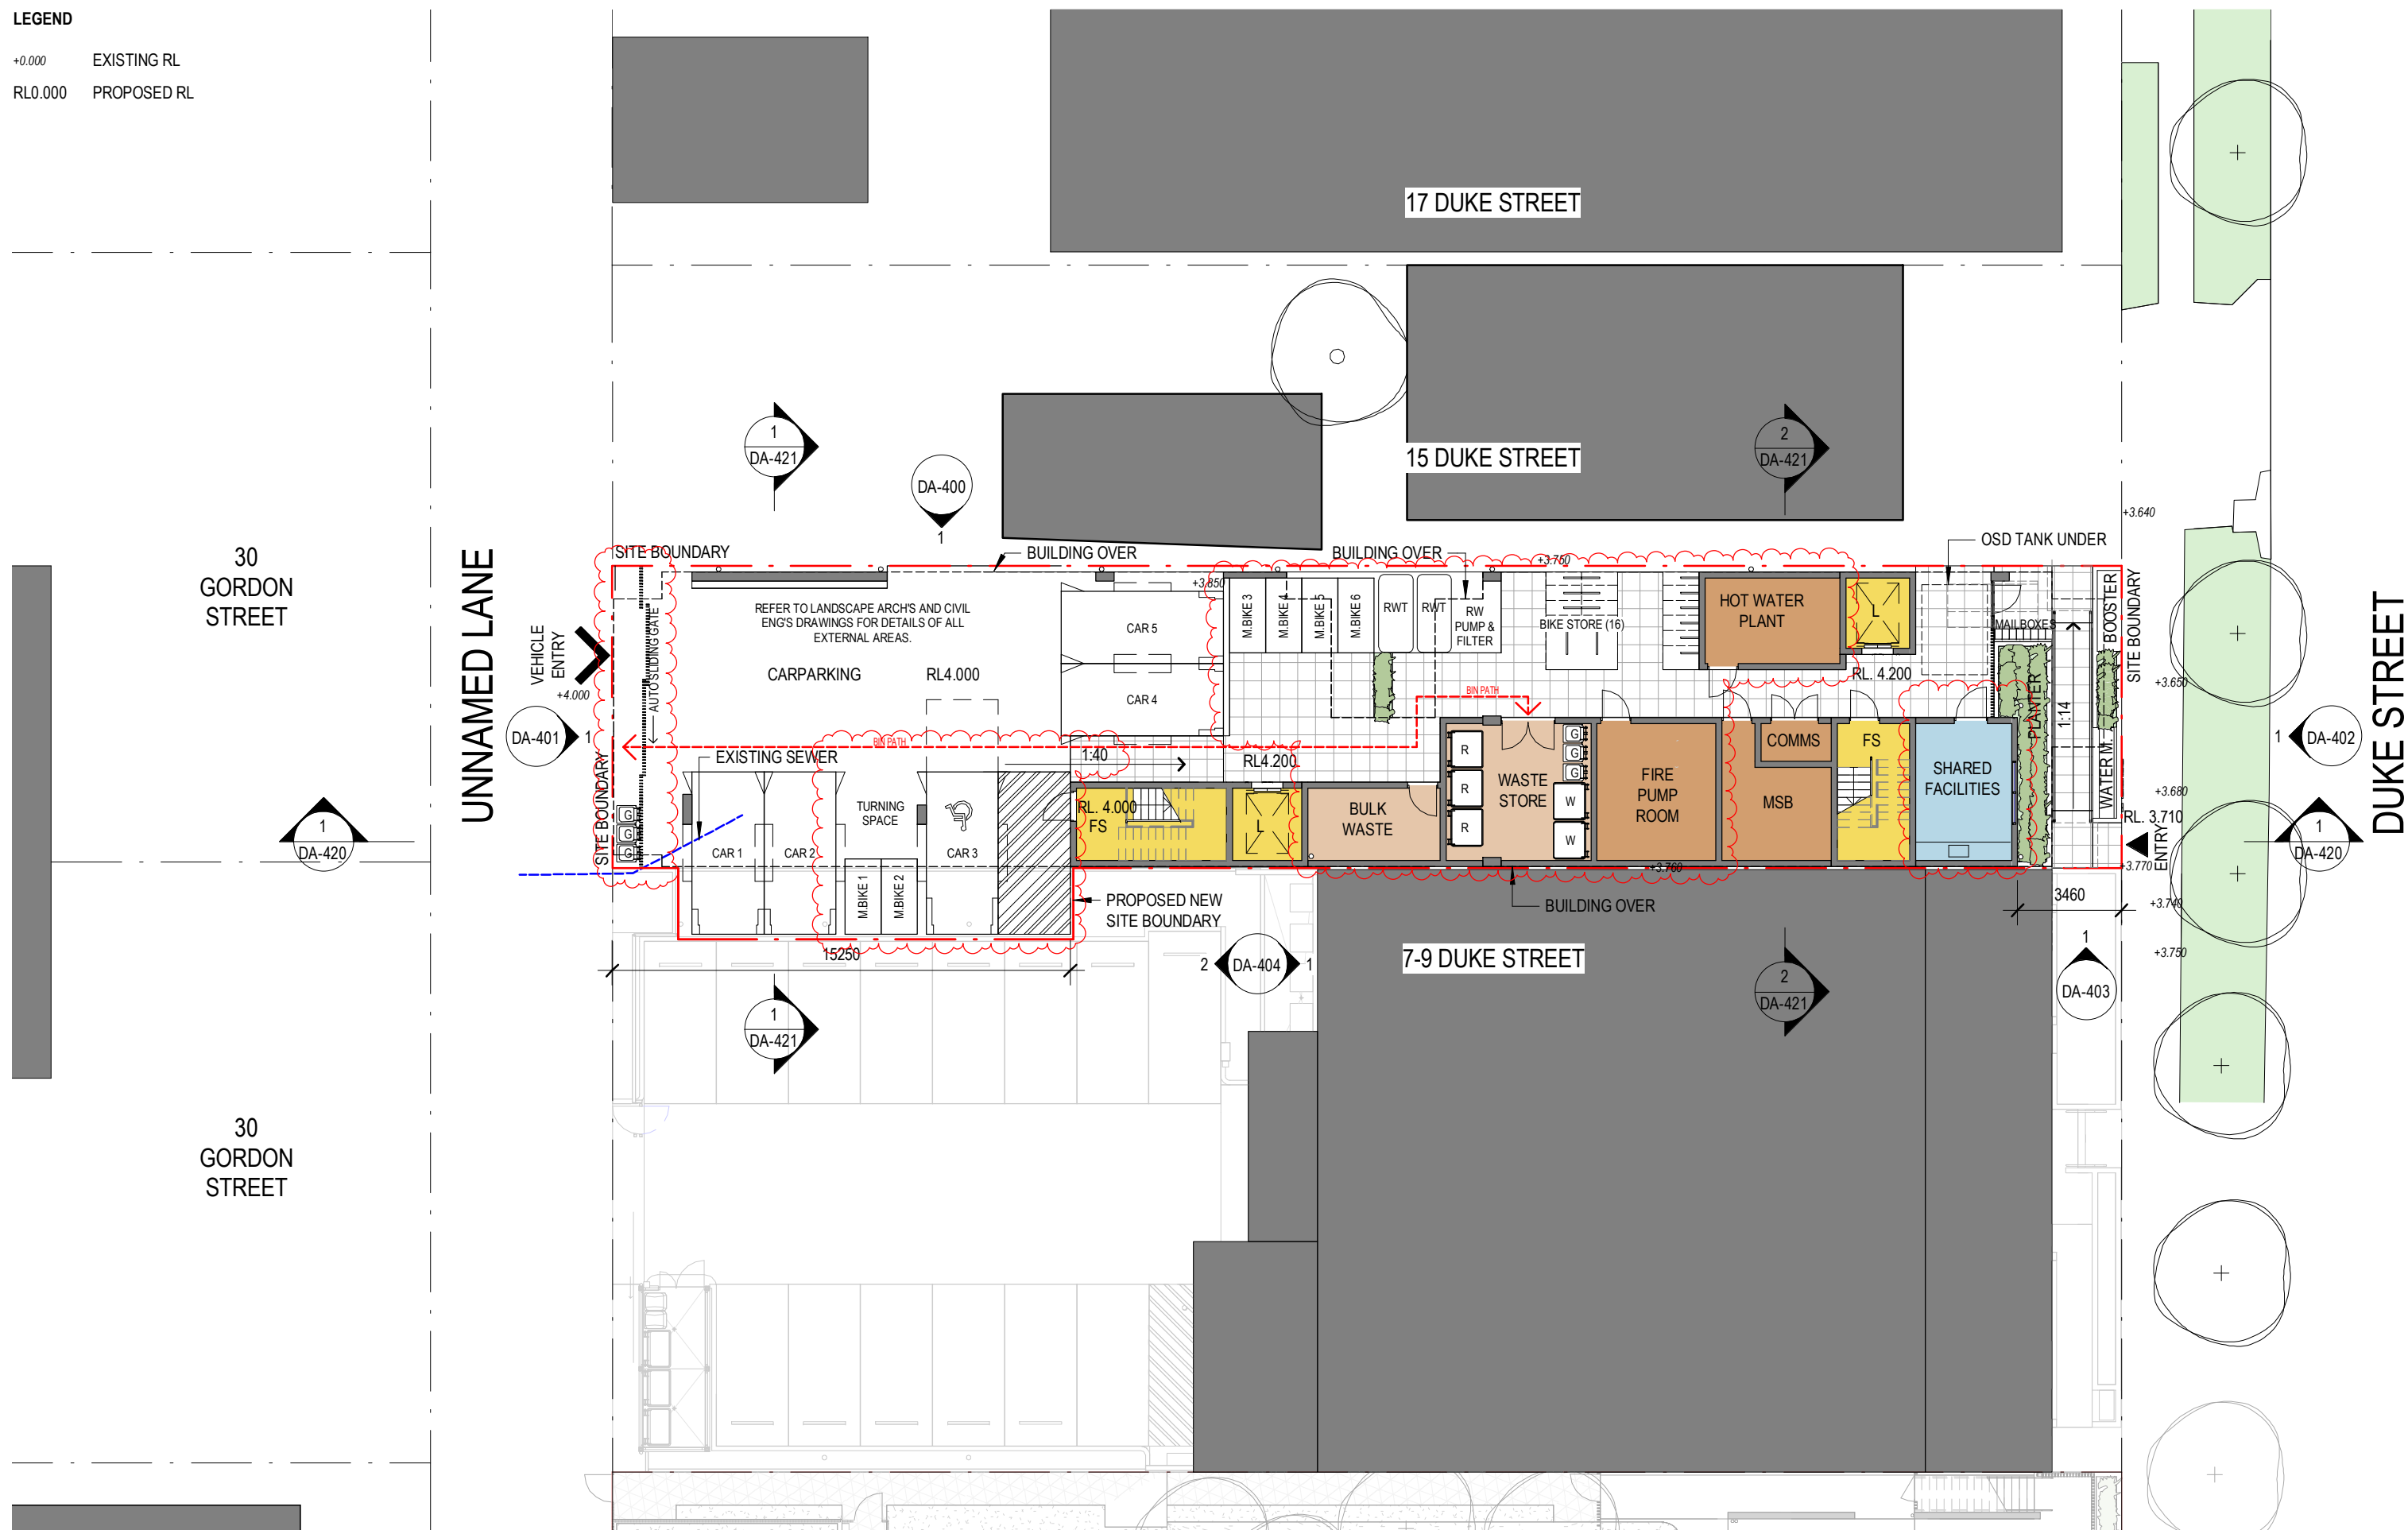 LEGEND
+0.000 EXISTING RL
RL0.000 PROPOSED RL
17 DUKE STREET
15 DUKE STREET
1
DA-421
2
DA-421
DA-400
1
+3.640
30
GORDON
STREET
UNNAMED LANE
SITE BOUNDARY
BUILDING OVER
BUILDING OVER
+3.750
OSD TANK UNDER
VEHICLE
ENTRY
+4.000
AUTO SLIDING GATE
REFER TO LANDSCAPE ARCH'S AND CIVIL
ENG'S DRAWINGS FOR DETAILS OF ALL
EXTERNAL AREAS.
CARPARKING
RL4.000
+3.850
CAR 5
CAR 4
M.BIKE 3
M.BIKE 4
M.BIKE 5
M.BIKE 6
RWT
RWT
RW
PUMP &
FILTER
BIKE STORE (16)
HOT WATER
PLANT
L
RL. 4.200
MAILBOXES
BOOSTER
SITE BOUNDARY
+3.650
PLANTER
1:14
WATER M.
DUKE STREET
DA-401
1
BIN PATH
BIN PATH
EXISTING SEWER
1:40
RL4.200
SITE BOUNDARY
G
G
G
CAR 1
CAR 2
TURNING
SPACE
M.BIKE 1
M.BIKE 2
CAR 3
RL. 4.000
FS
L
BULK
WASTE
R
R
R
WASTE
STORE
G
G
G
W
W
FIRE
PUMP
ROOM
COMMS
MSB
FS
SHARED
FACILITIES
1
DA-402
+3.680
RL. 3.710
ENTRY
+3.770
1
DA-420
1
DA-420
+3.760
PROPOSED NEW
SITE BOUNDARY
BUILDING OVER
3460
+3.740
15250
2
DA-404
1
7-9 DUKE STREET
1
DA-403
+3.750
1
DA-421
2
DA-421
30
GORDON
STREET